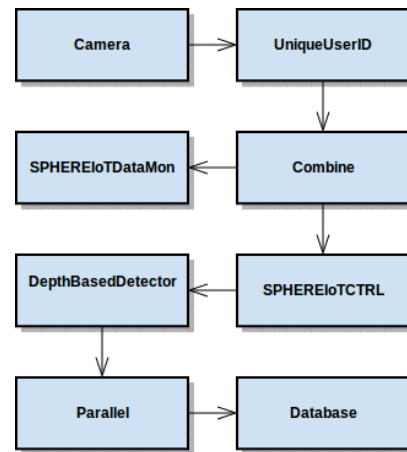 Camera
UniqueUserID
SPHEREIoTDataMon
Combine
DepthBasedDetector
SPHEREIoTCTRL
Parallel
Database